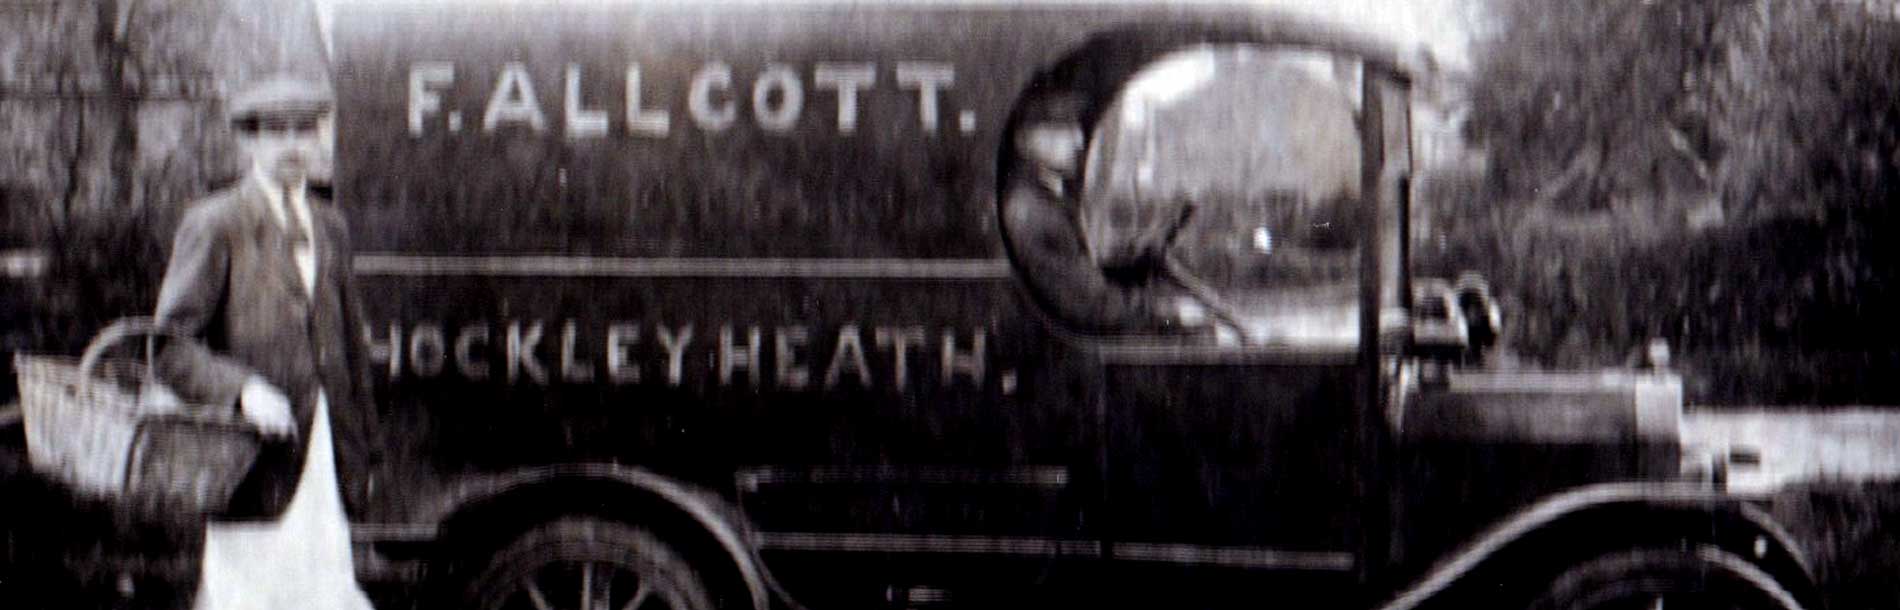 F. ALLCOTT.
HOCKLEY HEATH.